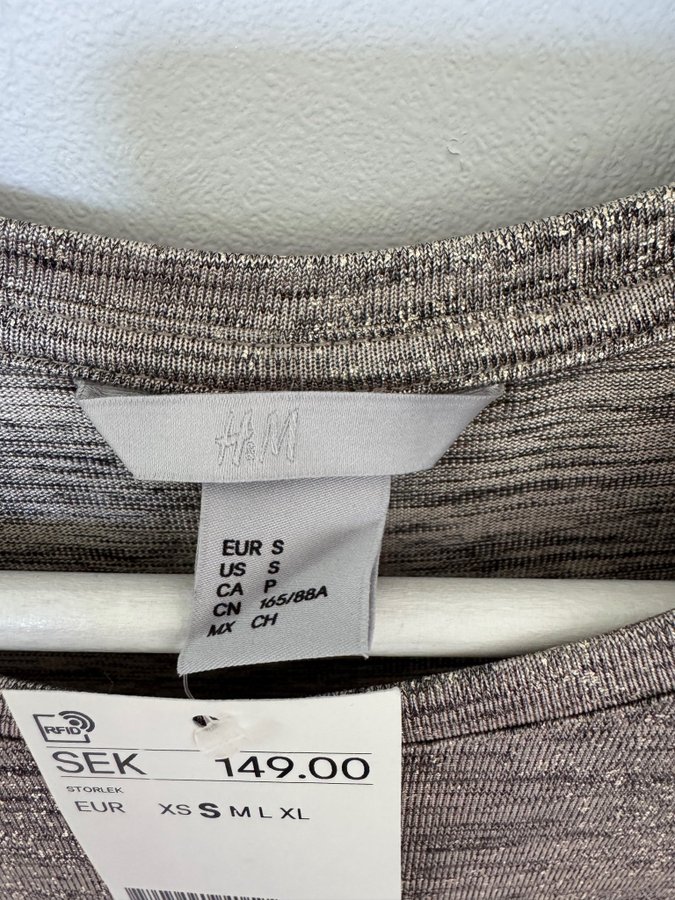 H&M
EUR S
US S
CA P
CN 165/88A
MX CH
RFID
SEK 149.00
STORLEK
EUR XS S M L XL